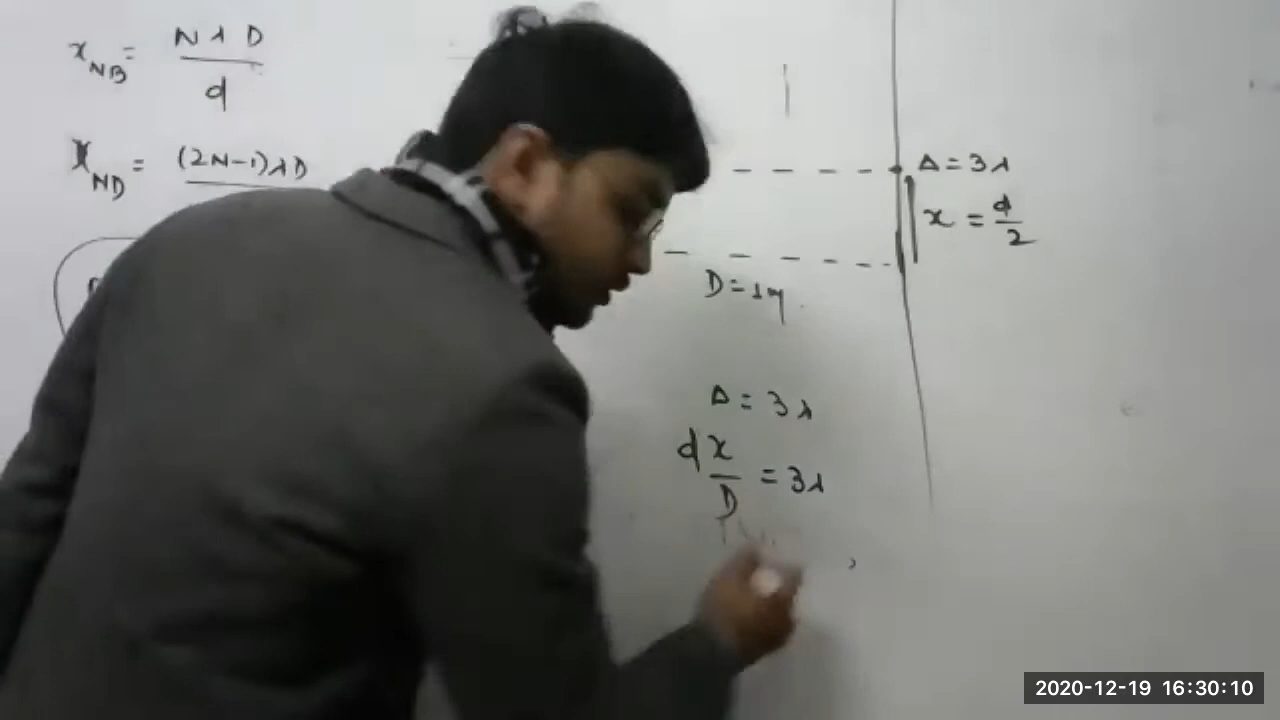 x_NB = NλD
d
x_ND = (2N-1)λD
Δ = 3λ
x = d/2
D = 1m
Δ = 3λ
dx/D = 3λ
2020-12-19 16:30:10